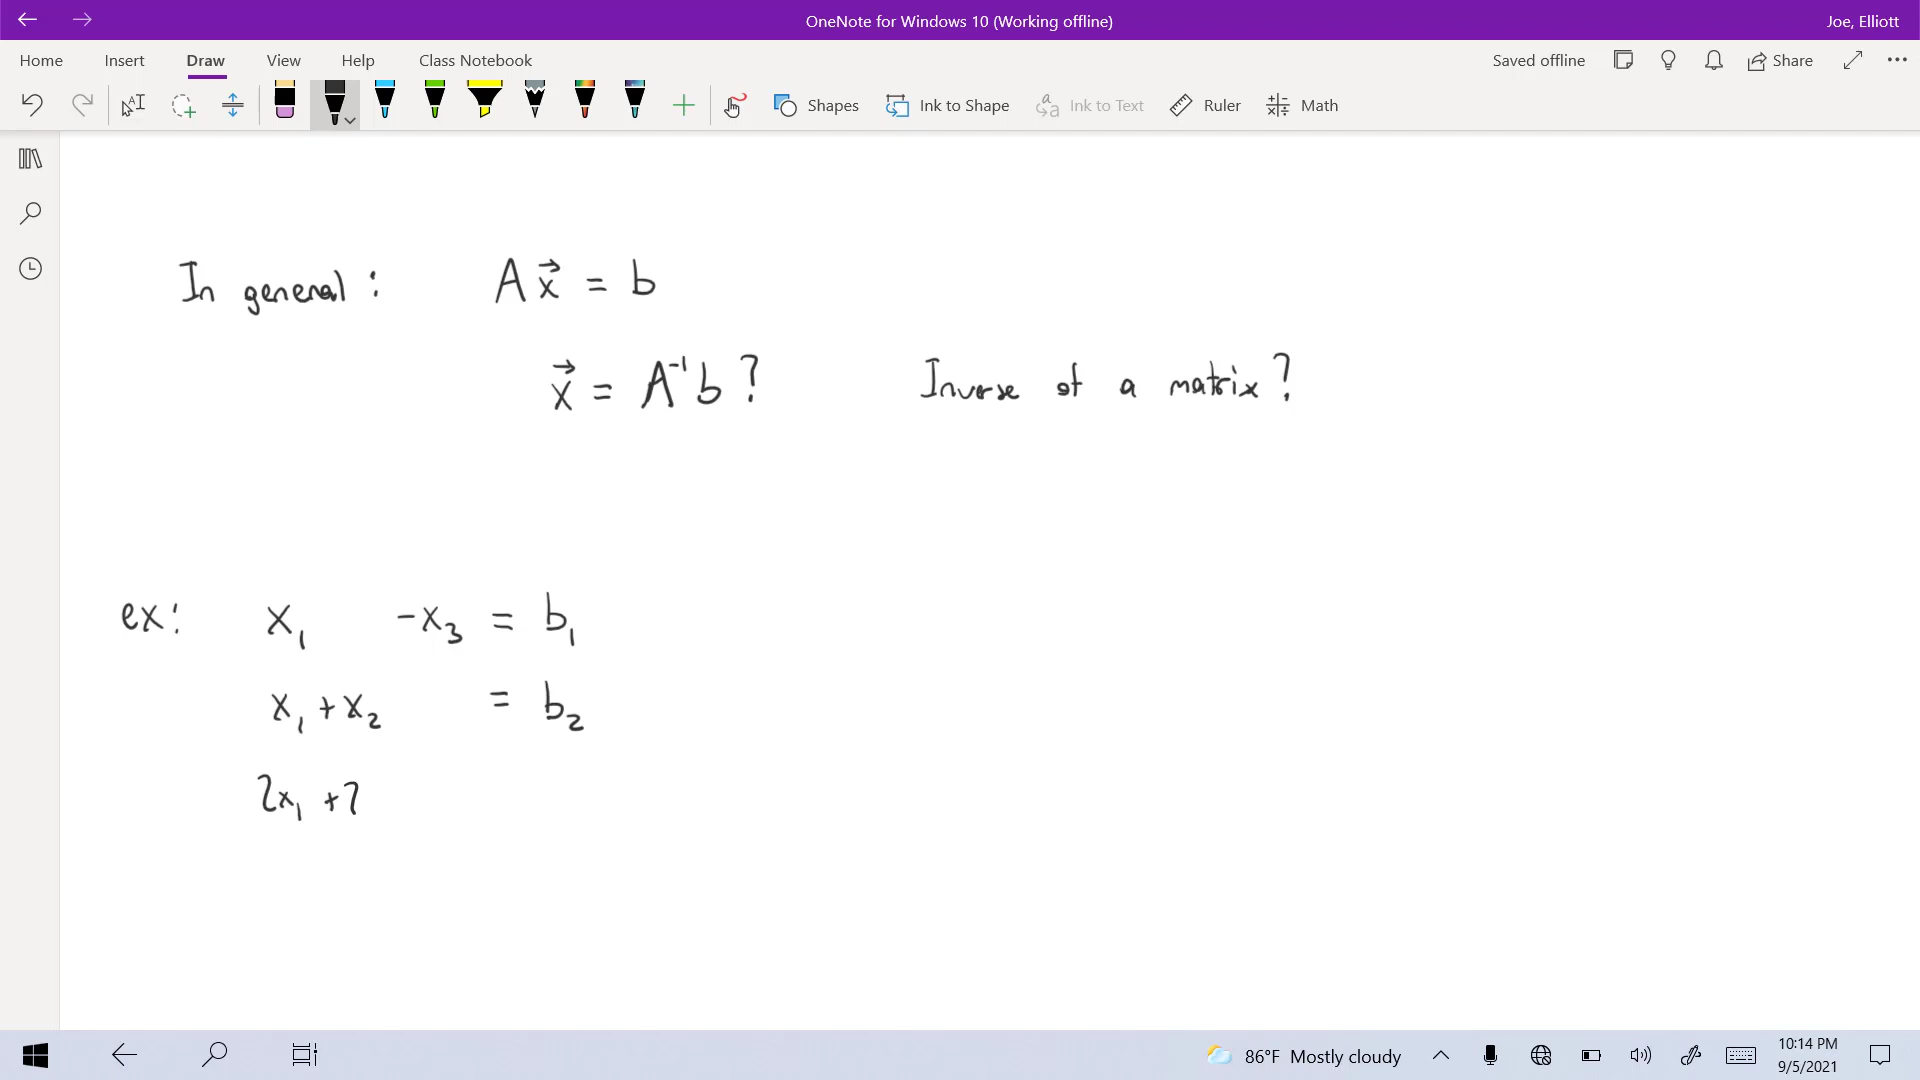 OneNote for Windows 10 (Working offline)
Joe, Elliott
Home Insert Draw View Help Class Notebook
Saved offline Share
Shapes Ink to Shape Ink to Text Ruler Math
In general : A x⃗ = b
x⃗ = A⁻¹ b ? Inverse of a matrix ?
ex: x₁ -x₃ = b₁
x₁ + x₂ = b₂
2x₁ + 2
86°F Mostly cloudy
10:14 PM
9/5/2021